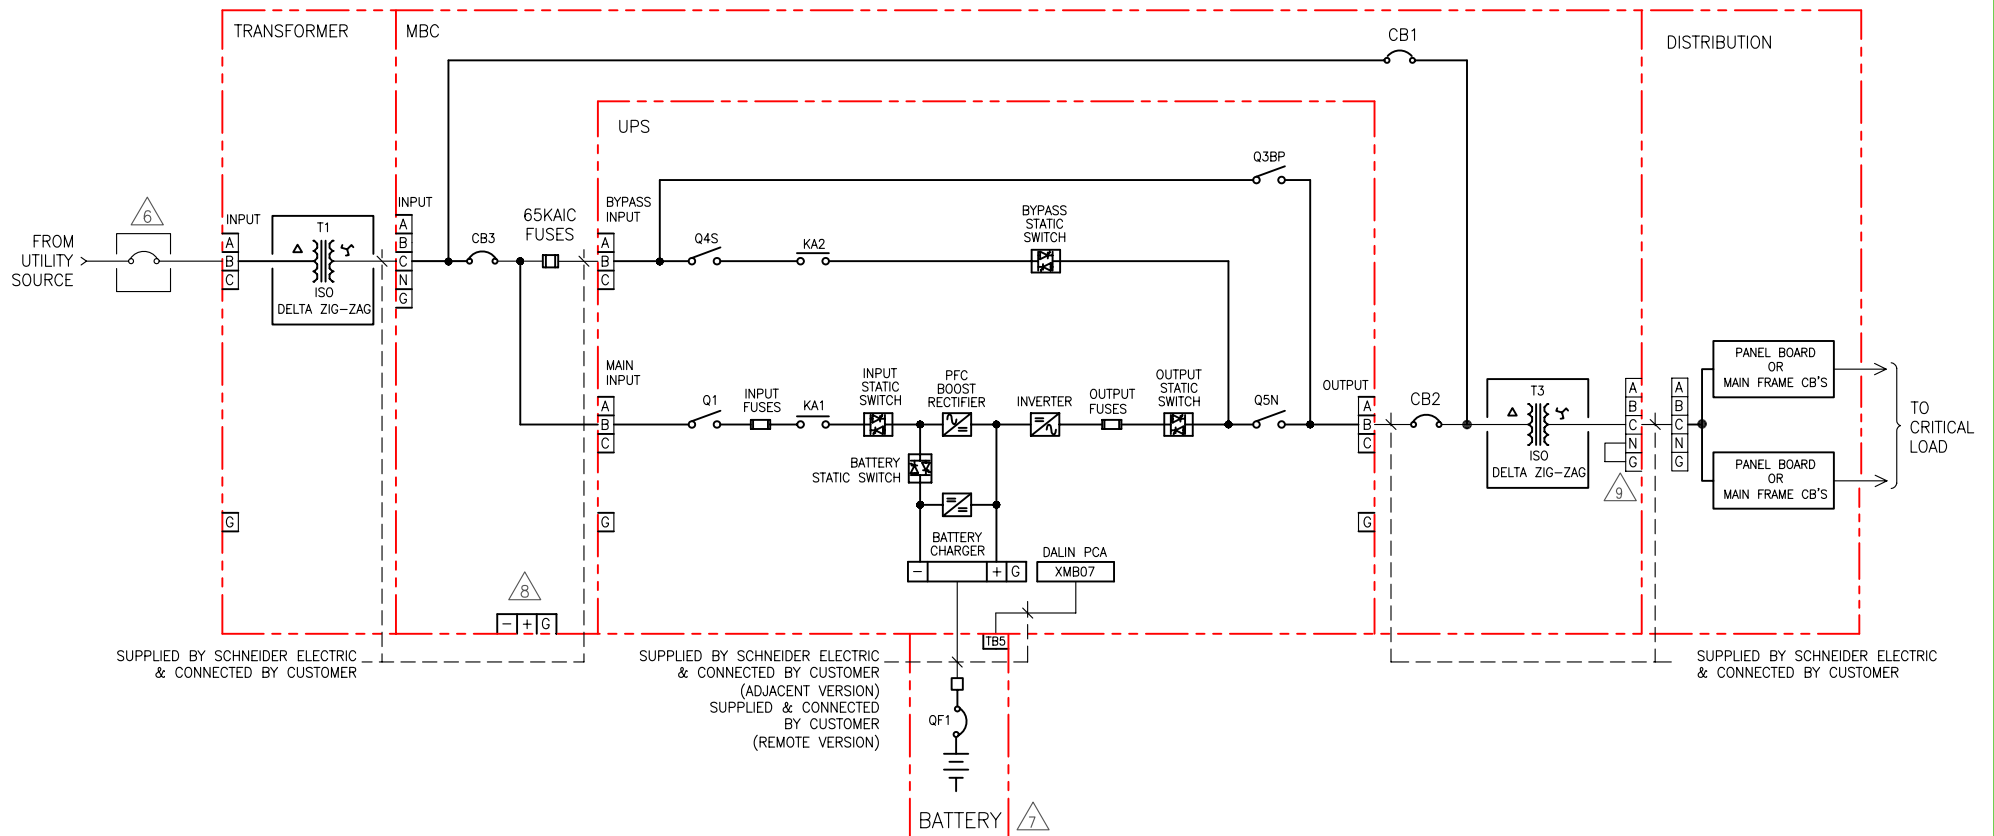 TRANSFORMER
MBC
CB1
DISTRIBUTION
UPS
Q3BP
6
INPUT
T1
INPUT
A
B
C
N
G
CB3
65KAIC
FUSES
BYPASS
INPUT
Q4S
KA2
BYPASS
STATIC
SWITCH
FROM
UTILITY
SOURCE
A
B
C
A
B
C
ISO
DELTA ZIG-ZAG
MAIN
INPUT
A
B
C
Q1
INPUT
FUSES
KA1
INPUT
STATIC
SWITCH
PFC
BOOST
RECTIFIER
INVERTER
OUTPUT
FUSES
OUTPUT
STATIC
SWITCH
Q5N
OUTPUT
A
B
C
CB2
T3
ISO
DELTA ZIG-ZAG
A
B
C
N
G
A
B
C
N
G
PANEL BOARD
OR
MAIN FRAME CB'S
TO
CRITICAL
LOAD
PANEL BOARD
OR
MAIN FRAME CB'S
9
BATTERY
STATIC SWITCH
G
G
G
BATTERY
CHARGER
- + G
DALIN PCA
XMB07
8
- + G
TB5
SUPPLIED BY SCHNEIDER ELECTRIC
& CONNECTED BY CUSTOMER
SUPPLIED BY SCHNEIDER ELECTRIC
& CONNECTED BY CUSTOMER
(ADJACENT VERSION)
SUPPLIED & CONNECTED
BY CUSTOMER
(REMOTE VERSION)
SUPPLIED BY SCHNEIDER ELECTRIC
& CONNECTED BY CUSTOMER
QF1
BATTERY
7